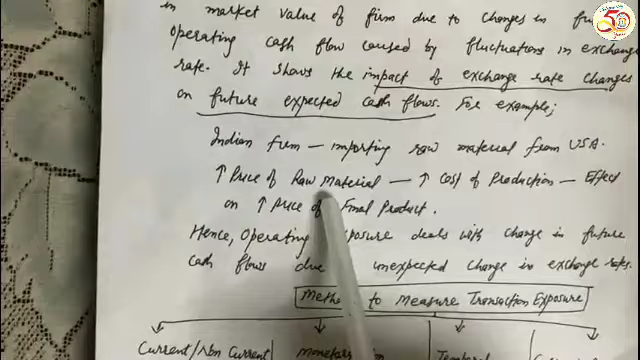 in market value of firm due to changes in
operating cash flow caused by fluctuations in exchange
rate. It shows the impact of exchange rate changes
on future expected cash flows. For example;
Indian firm – importing raw material from USA.
↑ Price of Raw Material — ↑ Cost of Production — Effect
on ↑ Price of Final Product.
Hence, Operating exposure deals with change in future
cash flows due unexpected change in exchange rates.
Methods to Measure Transaction Exposure
Current/Non Current
50